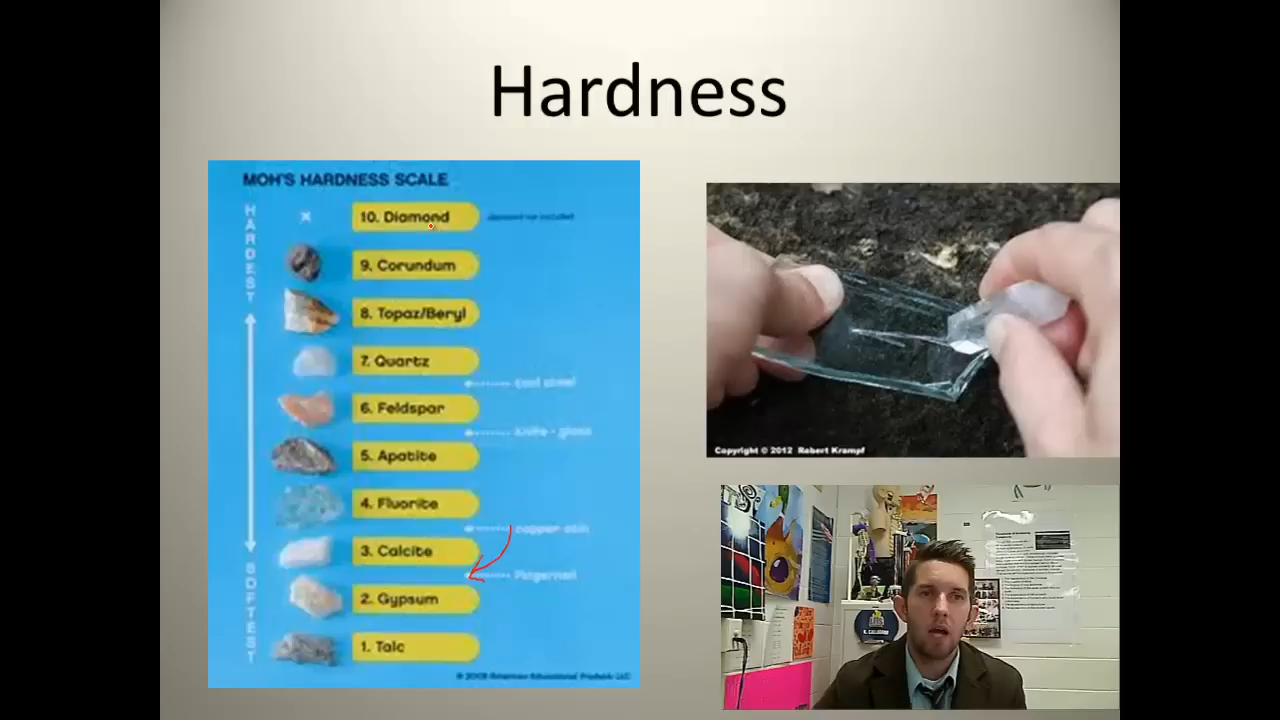 Hardness
MOH'S HARDNESS SCALE
HARDEST
10. Diamond
9. Corundum
8. Topaz/Beryl
7. Quartz
6. Feldspar
Knife - glass
5. Apatite
4. Fluorite
copper coin
3. Calcite
Fingernail
2. Gypsum
1. Talc
SOFTEST
Copyright © 2012 Robert Krampf